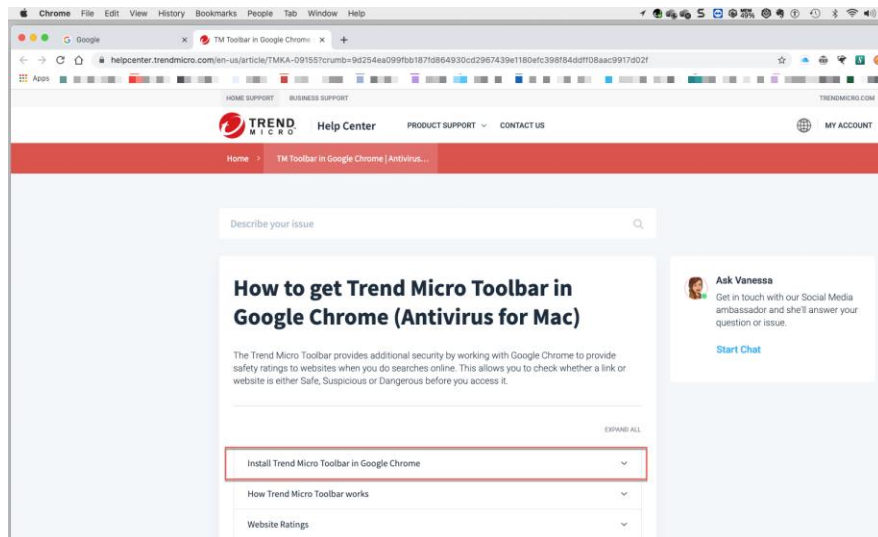 Chrome File Edit View History Bookmarks People Tab Window Help
Google
TM Toolbar in Google Chrome
helpcenter.trendmicro.com/en-us/article/TMKA-09155?crumb=9d254ea099fbb187fd864930cd2967439e1180efc398f84ddff08aac9917d02f
Apps
HOME SUPPORT BUSINESS SUPPORT TRENDMICRO.COM
TREND MICRO Help Center PRODUCT SUPPORT CONTACT US MY ACCOUNT
Home > TM Toolbar in Google Chrome | Antivirus...
Describe your issue
How to get Trend Micro Toolbar in
Google Chrome (Antivirus for Mac)
The Trend Micro Toolbar provides additional security by working with Google Chrome to provide
safety ratings to websites when you do searches online. This allows you to check whether a link or
website is either Safe, Suspicious or Dangerous before you access it.
Ask Vanessa
Get in touch with our Social Media
ambassador and she'll answer your
question or issue.
Start Chat
EXPAND ALL
Install Trend Micro Toolbar in Google Chrome
How Trend Micro Toolbar works
Website Ratings